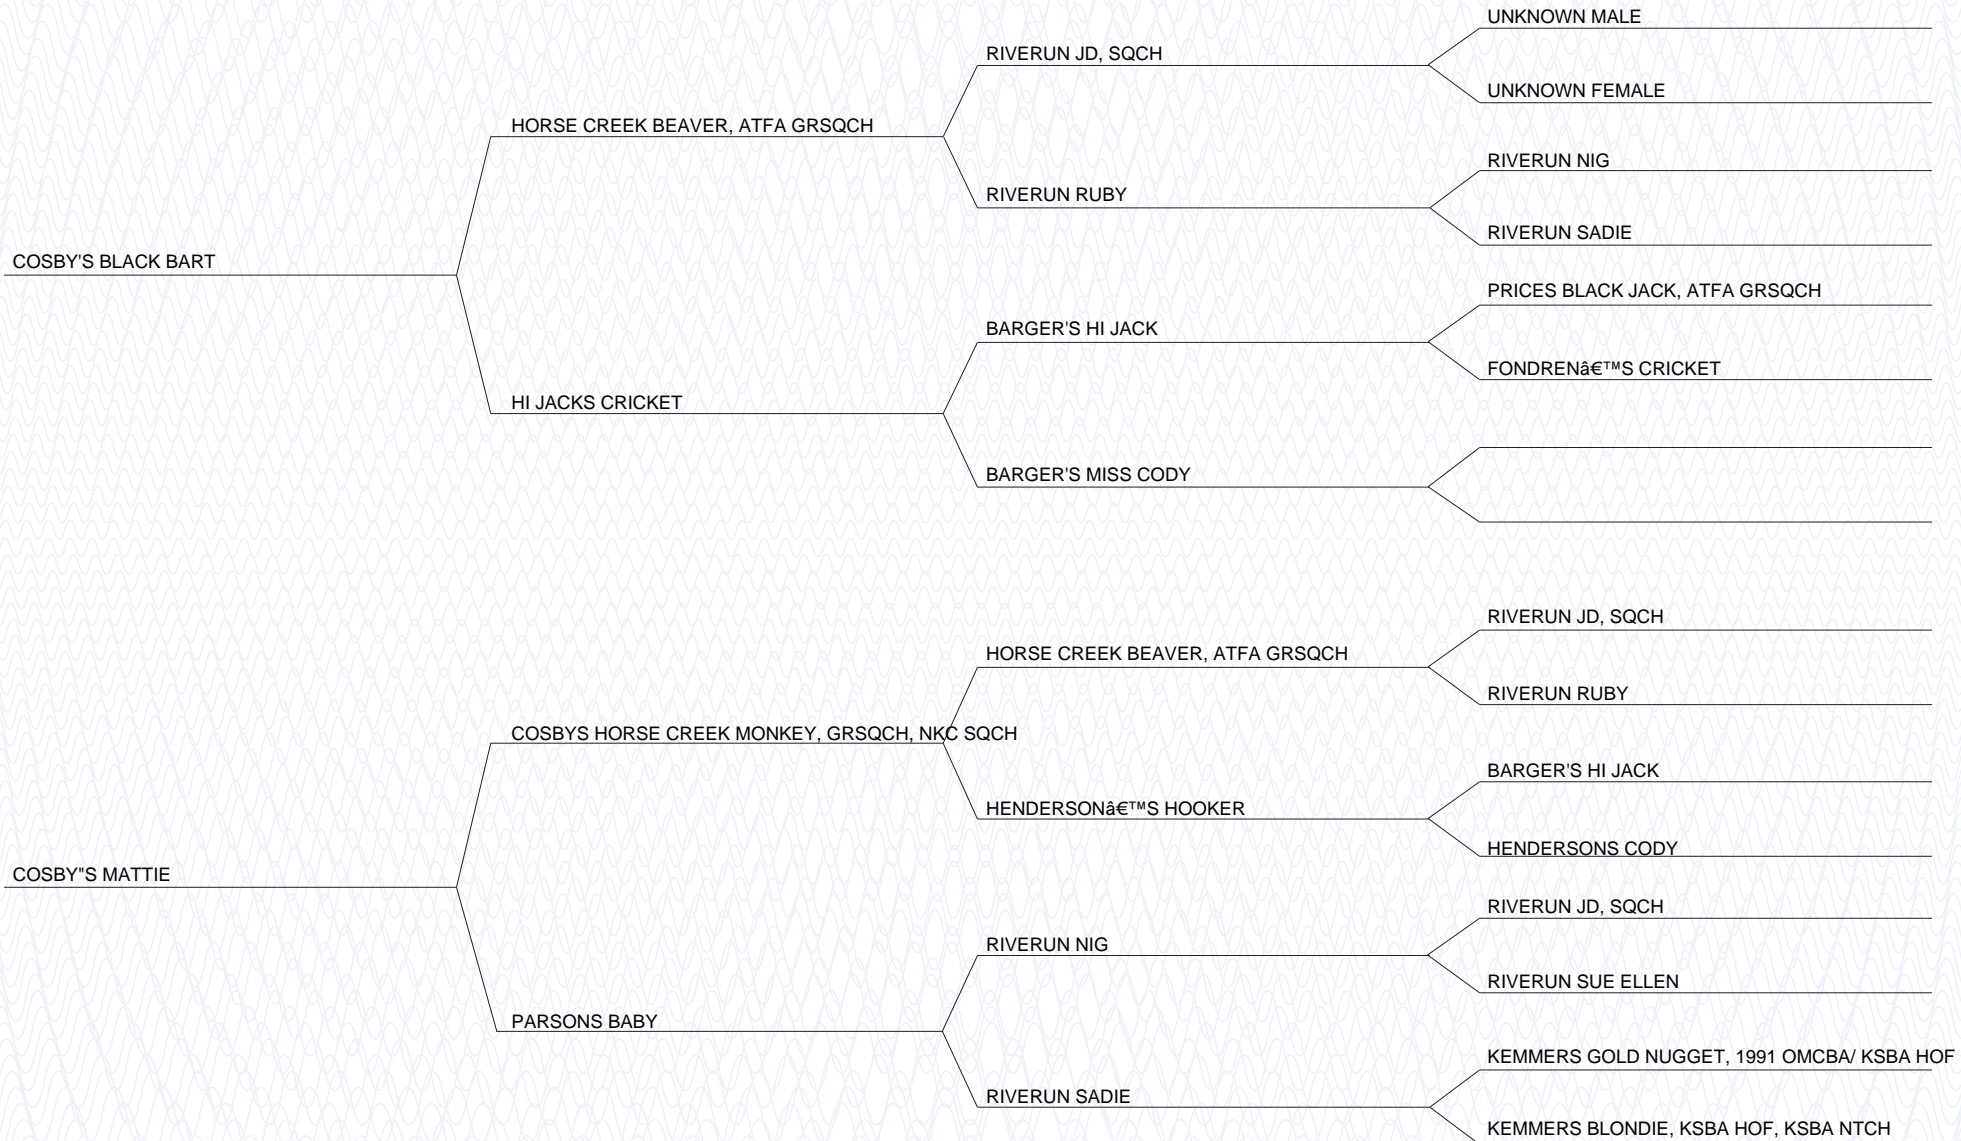 UNKNOWN MALE
RIVERUN JD, SQCH
UNKNOWN FEMALE
HORSE CREEK BEAVER, ATFA GRSQCH
RIVERUN NIG
RIVERUN RUBY
RIVERUN SADIE
COSBY'S BLACK BART
PRICES BLACK JACK, ATFA GRSQCH
BARGER'S HI JACK
FONDRENâ€™S CRICKET
HI JACKS CRICKET
BARGER'S MISS CODY
RIVERUN JD, SQCH
HORSE CREEK BEAVER, ATFA GRSQCH
RIVERUN RUBY
COSBYS HORSE CREEK MONKEY, GRSQCH, NKC SQCH
BARGER'S HI JACK
HENDERSONâ€™S HOOKER
HENDERSONS CODY
COSBY"S MATTIE
RIVERUN JD, SQCH
RIVERUN NIG
RIVERUN SUE ELLEN
PARSONS BABY
KEMMERS GOLD NUGGET, 1991 OMCBA/ KSBA HOF
RIVERUN SADIE
KEMMERS BLONDIE, KSBA HOF, KSBA NTCH